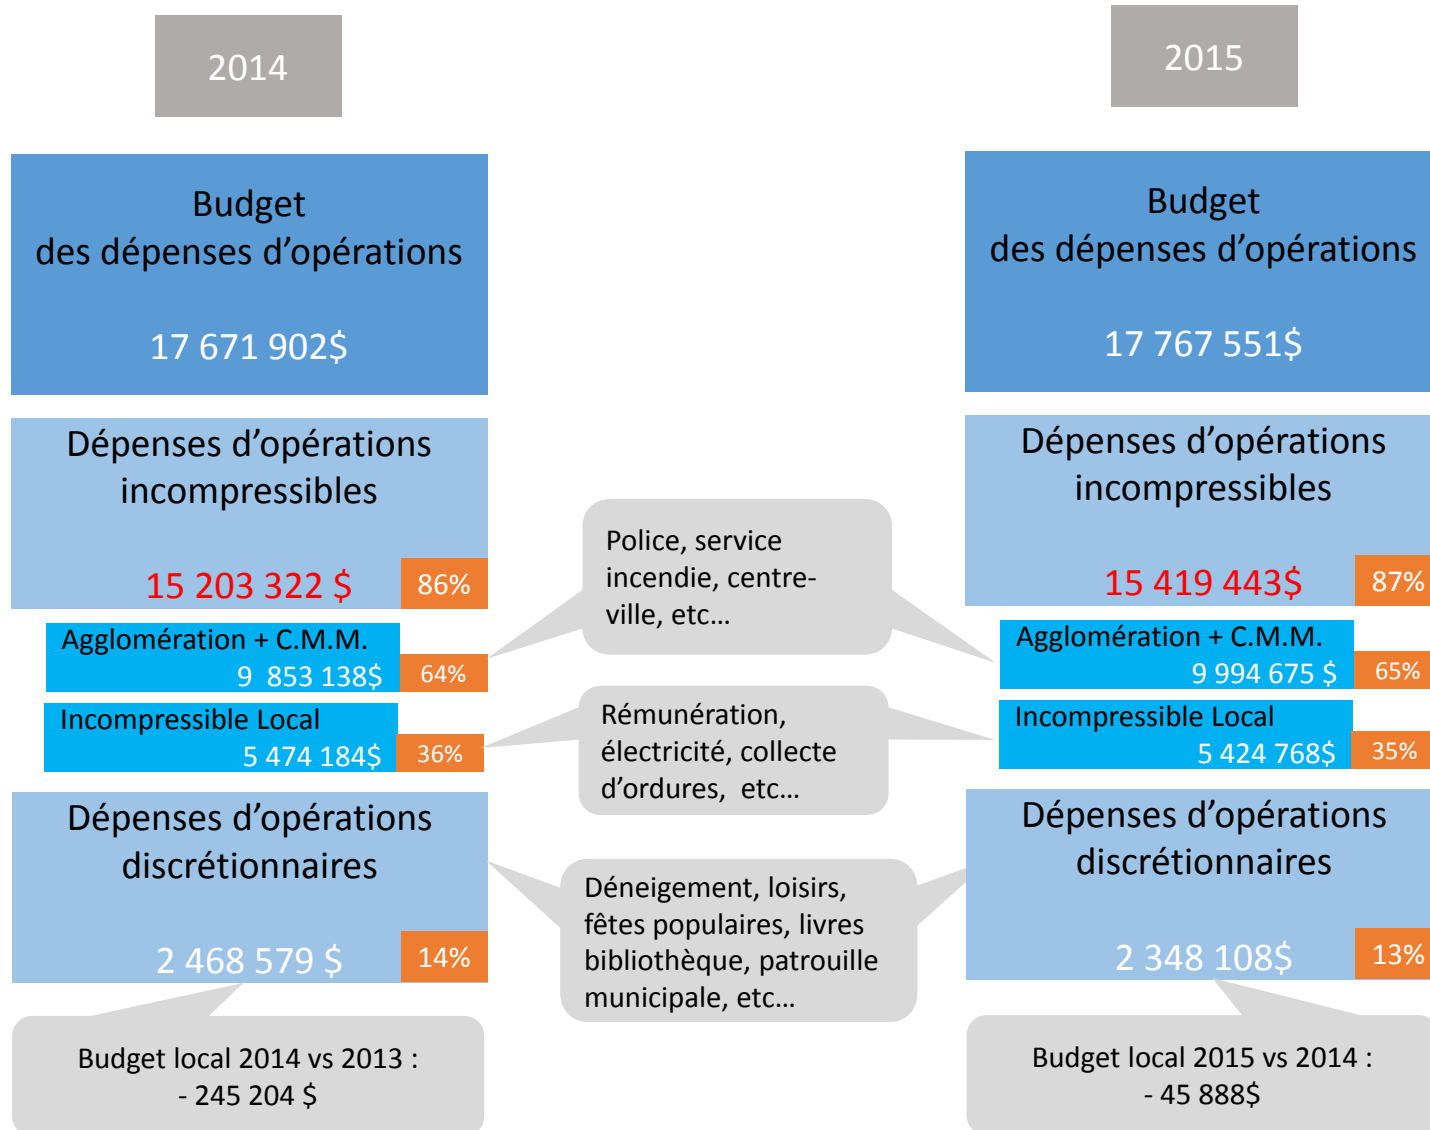 2014
Budget
des dépenses d’opérations
17 671 902$
Dépenses d’opérations
incompressibles
15 203 322 $
86%
Agglomération + C.M.M.
9  853 138$
64%
Incompressible Local
5 474 184$
36%
Dépenses d’opérations
discrétionnaires
2 468 579 $
14%
Budget local 2014 vs 2013 :
- 245 204 $
Police, service
incendie, centre-
ville, etc…
Rémunération,
électricité, collecte
d’ordures,  etc…
Déneigement, loisirs,
fêtes populaires, livres
bibliothèque, patrouille
municipale, etc…
2015
Budget
des dépenses d’opérations
17 767 551$
Dépenses d’opérations
incompressibles
15 419 443$
87%
Agglomération + C.M.M.
9 994 675 $
65%
Incompressible Local
5 424 768$
35%
Dépenses d’opérations
discrétionnaires
2 348 108$
13%
Budget local 2015 vs 2014 :
- 45 888$